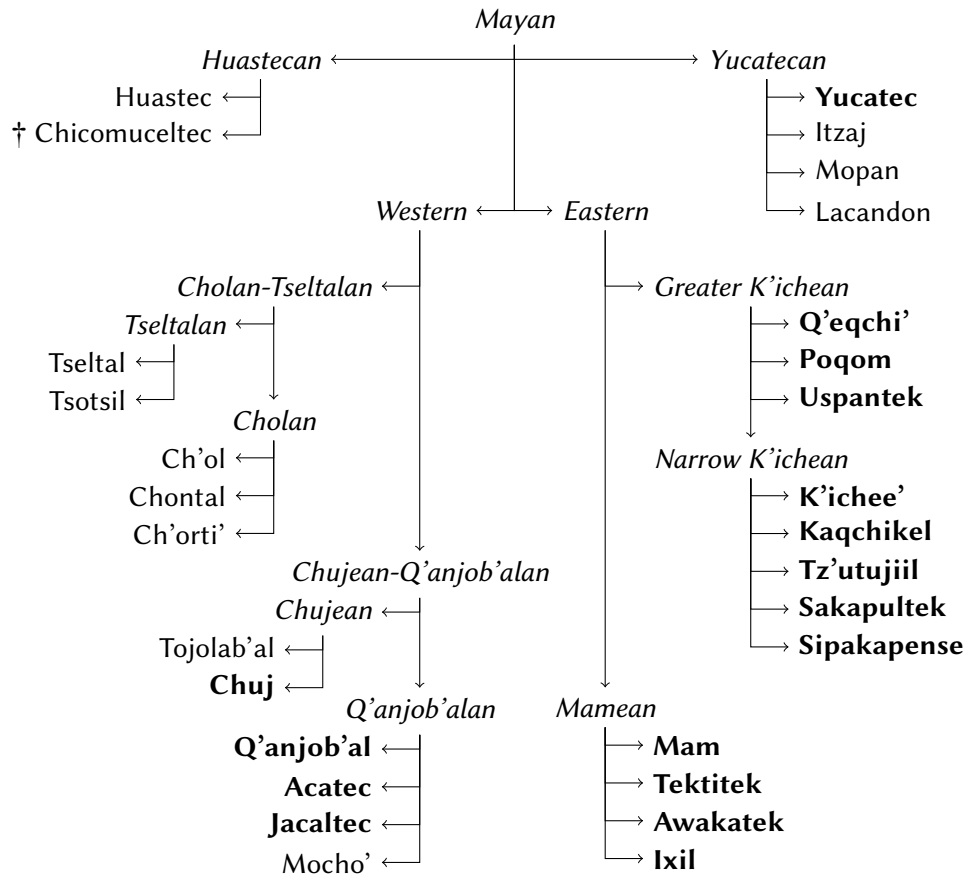 Mayan
Huastecan
Yucatecan
Huastec
† Chicomuceltec
Yucatec
Itzaj
Mopan
Lacandon
Western
Eastern
Cholan-Tseltalan
Tseltalan
Tseltal
Tsotsil
Cholan
Ch'ol
Chontal
Ch'orti'
Chujean-Q'anjob'alan
Chujean
Tojolab'al
Chuj
Q'anjob'alan
Q'anjob'al
Acatec
Jacaltec
Mocho'
Greater K'ichean
Q'eqchi'
Poqom
Uspantek
Narrow K'ichean
K'ichee'
Kaqchikel
Tz'utujiil
Sakapultek
Sipakapense
Mamean
Mam
Tektitek
Awakatek
Ixil